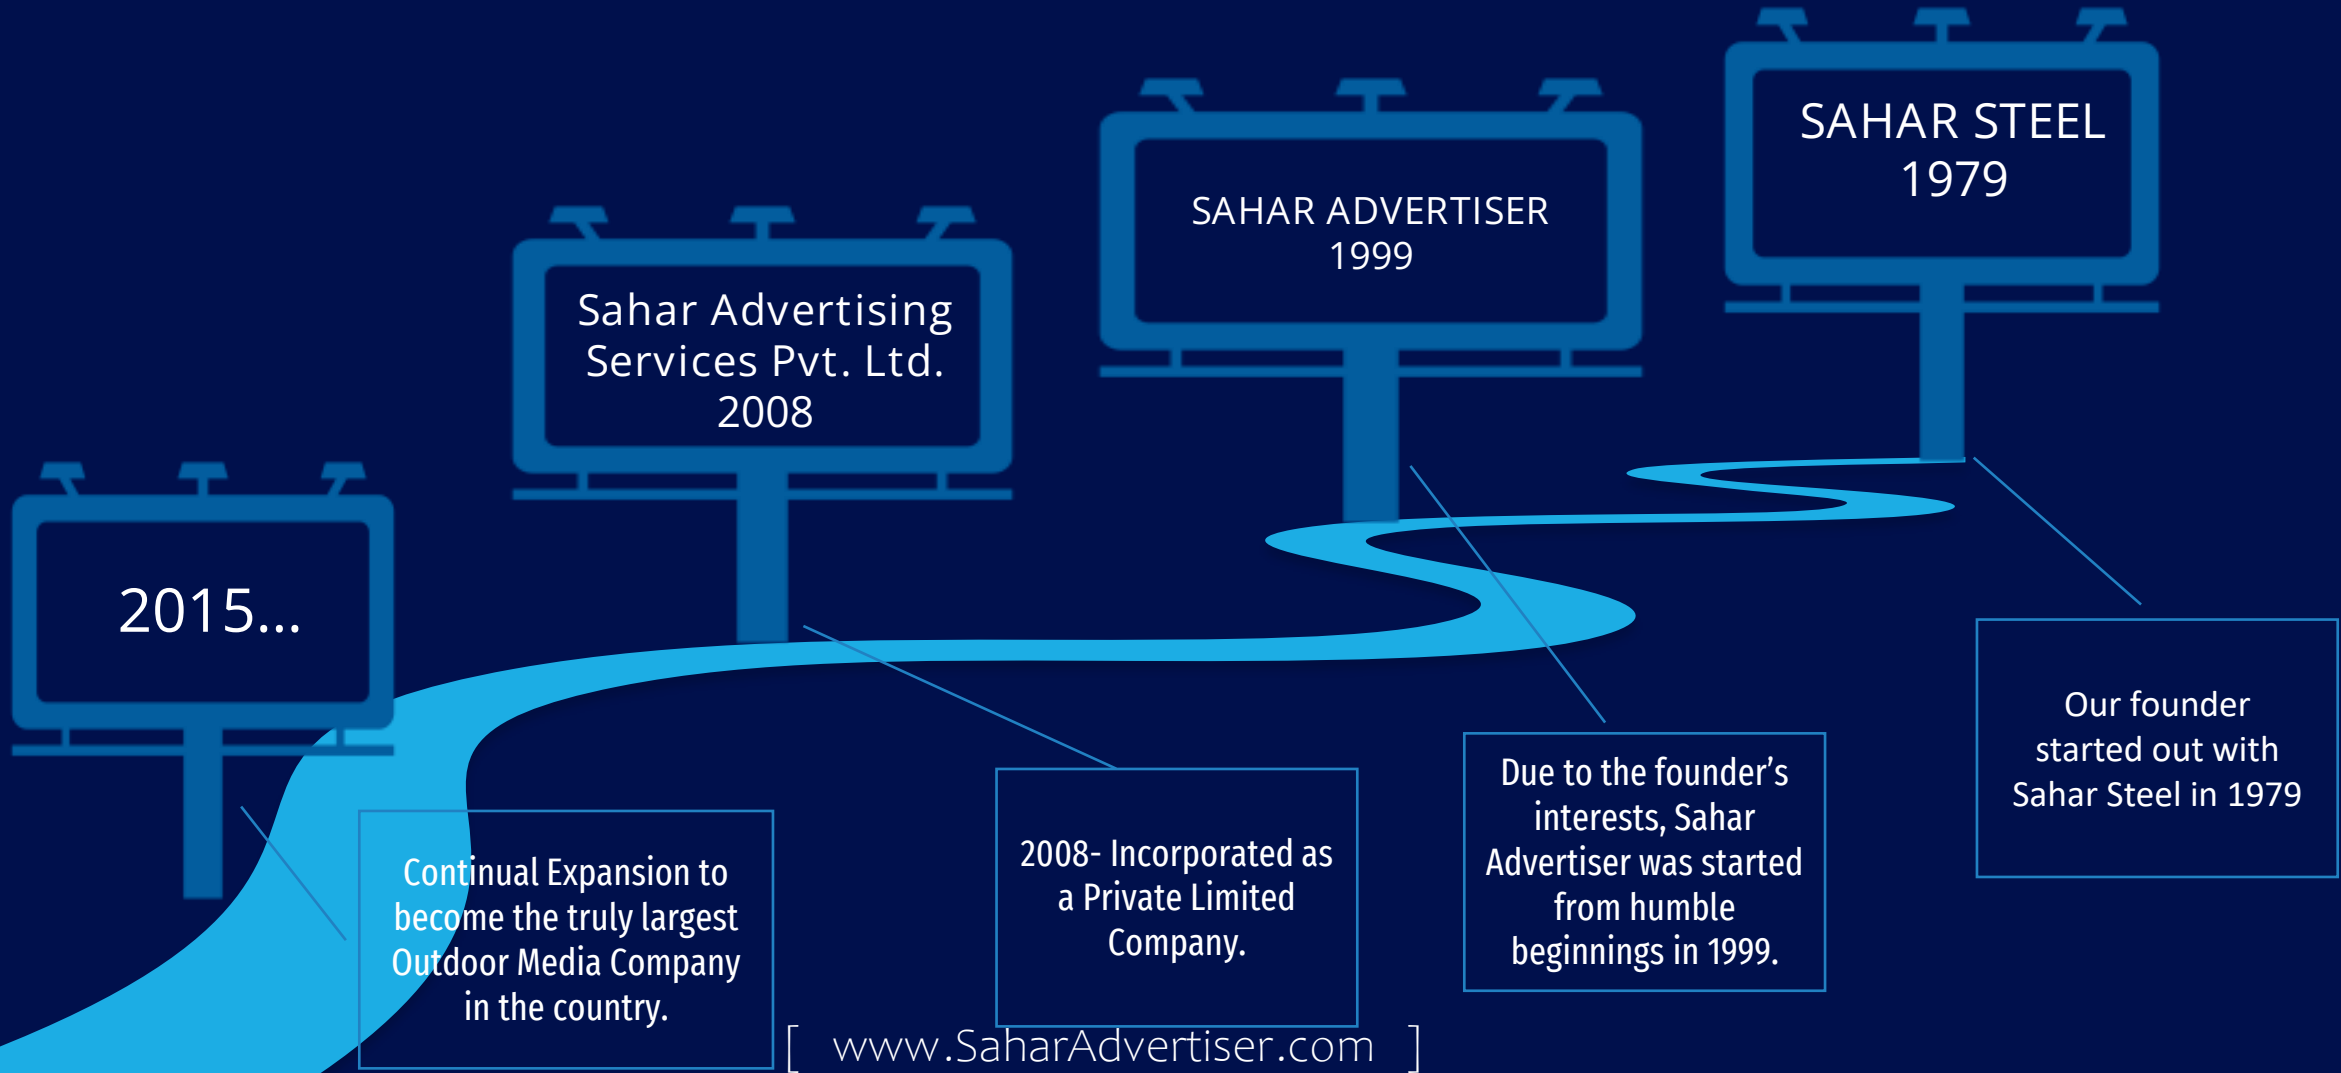 SAHAR STEEL
1979
SAHAR ADVERTISER
1999
Sahar Advertising
Services Pvt. Ltd.
2008
2015...
Our founder
started out with
Sahar Steel in 1979
Due to the founder’s
interests, Sahar
Advertiser was started
from humble
beginnings in 1999.
2008- Incorporated as
a Private Limited
Company.
Continual Expansion to
become the truly largest
Outdoor Media Company
in the country.
[ www.SaharAdvertiser.com ]